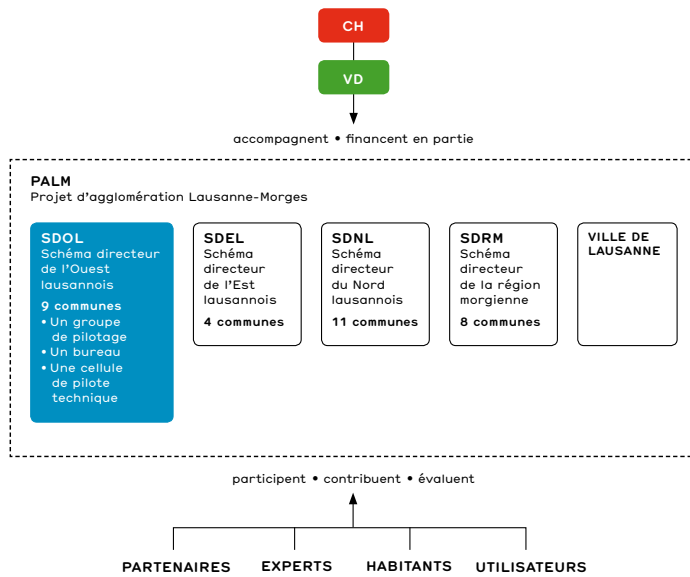 CH
VD
accompagnent • financent en partie
PALM
Projet d’agglomération Lausanne-Morges
SDOL
Schéma directeur
de l’Ouest
lausannois
9 communes
• Un groupe
de pilotage
• Un bureau
• Une cellule
de pilote
technique
SDEL
Schéma
directeur
de l’Est
lausannois
4 communes
SDNL
Schéma
directeur
du Nord
lausannois
11 communes
SDRM
Schéma
directeur
de la région
morgienne
8 communes
VILLE DE
LAUSANNE
participent • contribuent • évaluent
PARTENAIRES EXPERTS HABITANTS UTILISATEURS